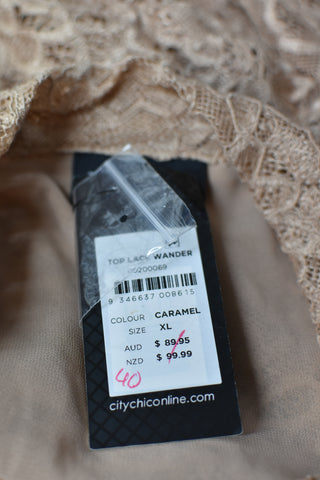 TOP LACE WANDER
00200069
9 346637 008615
COLOUR CARAMEL
SIZE XL
AUD $ 89.95
NZD $ 99.99
40
citychiconline.com